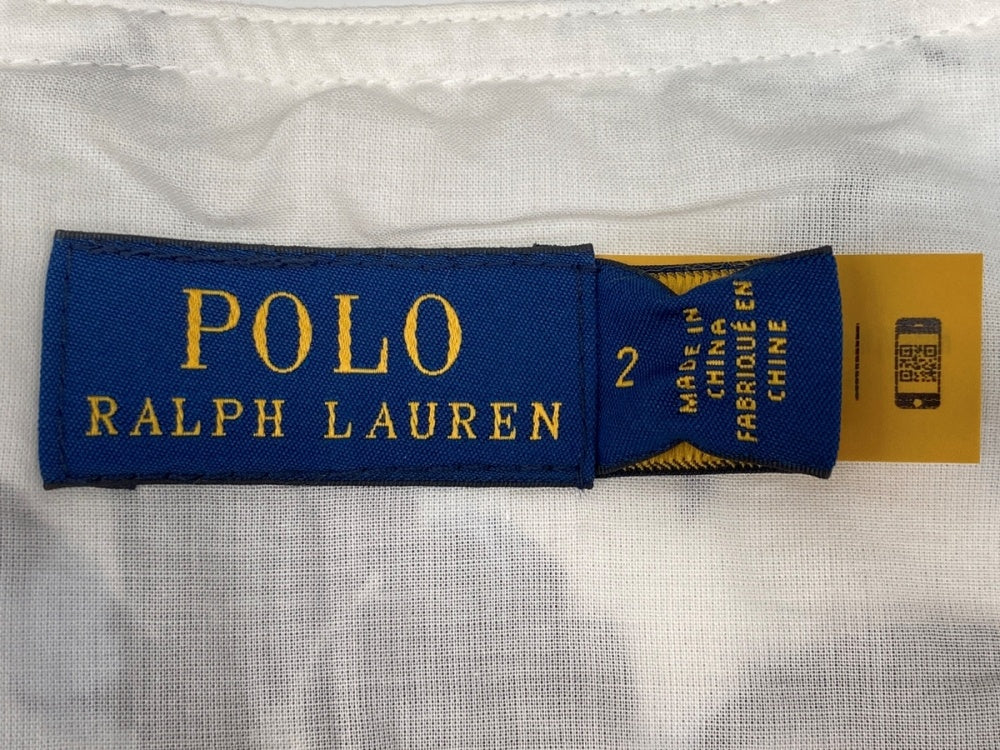 POLO
RALPH LAUREN
2
MADE IN
CHINA
FABRIQUÉ EN
CHINE